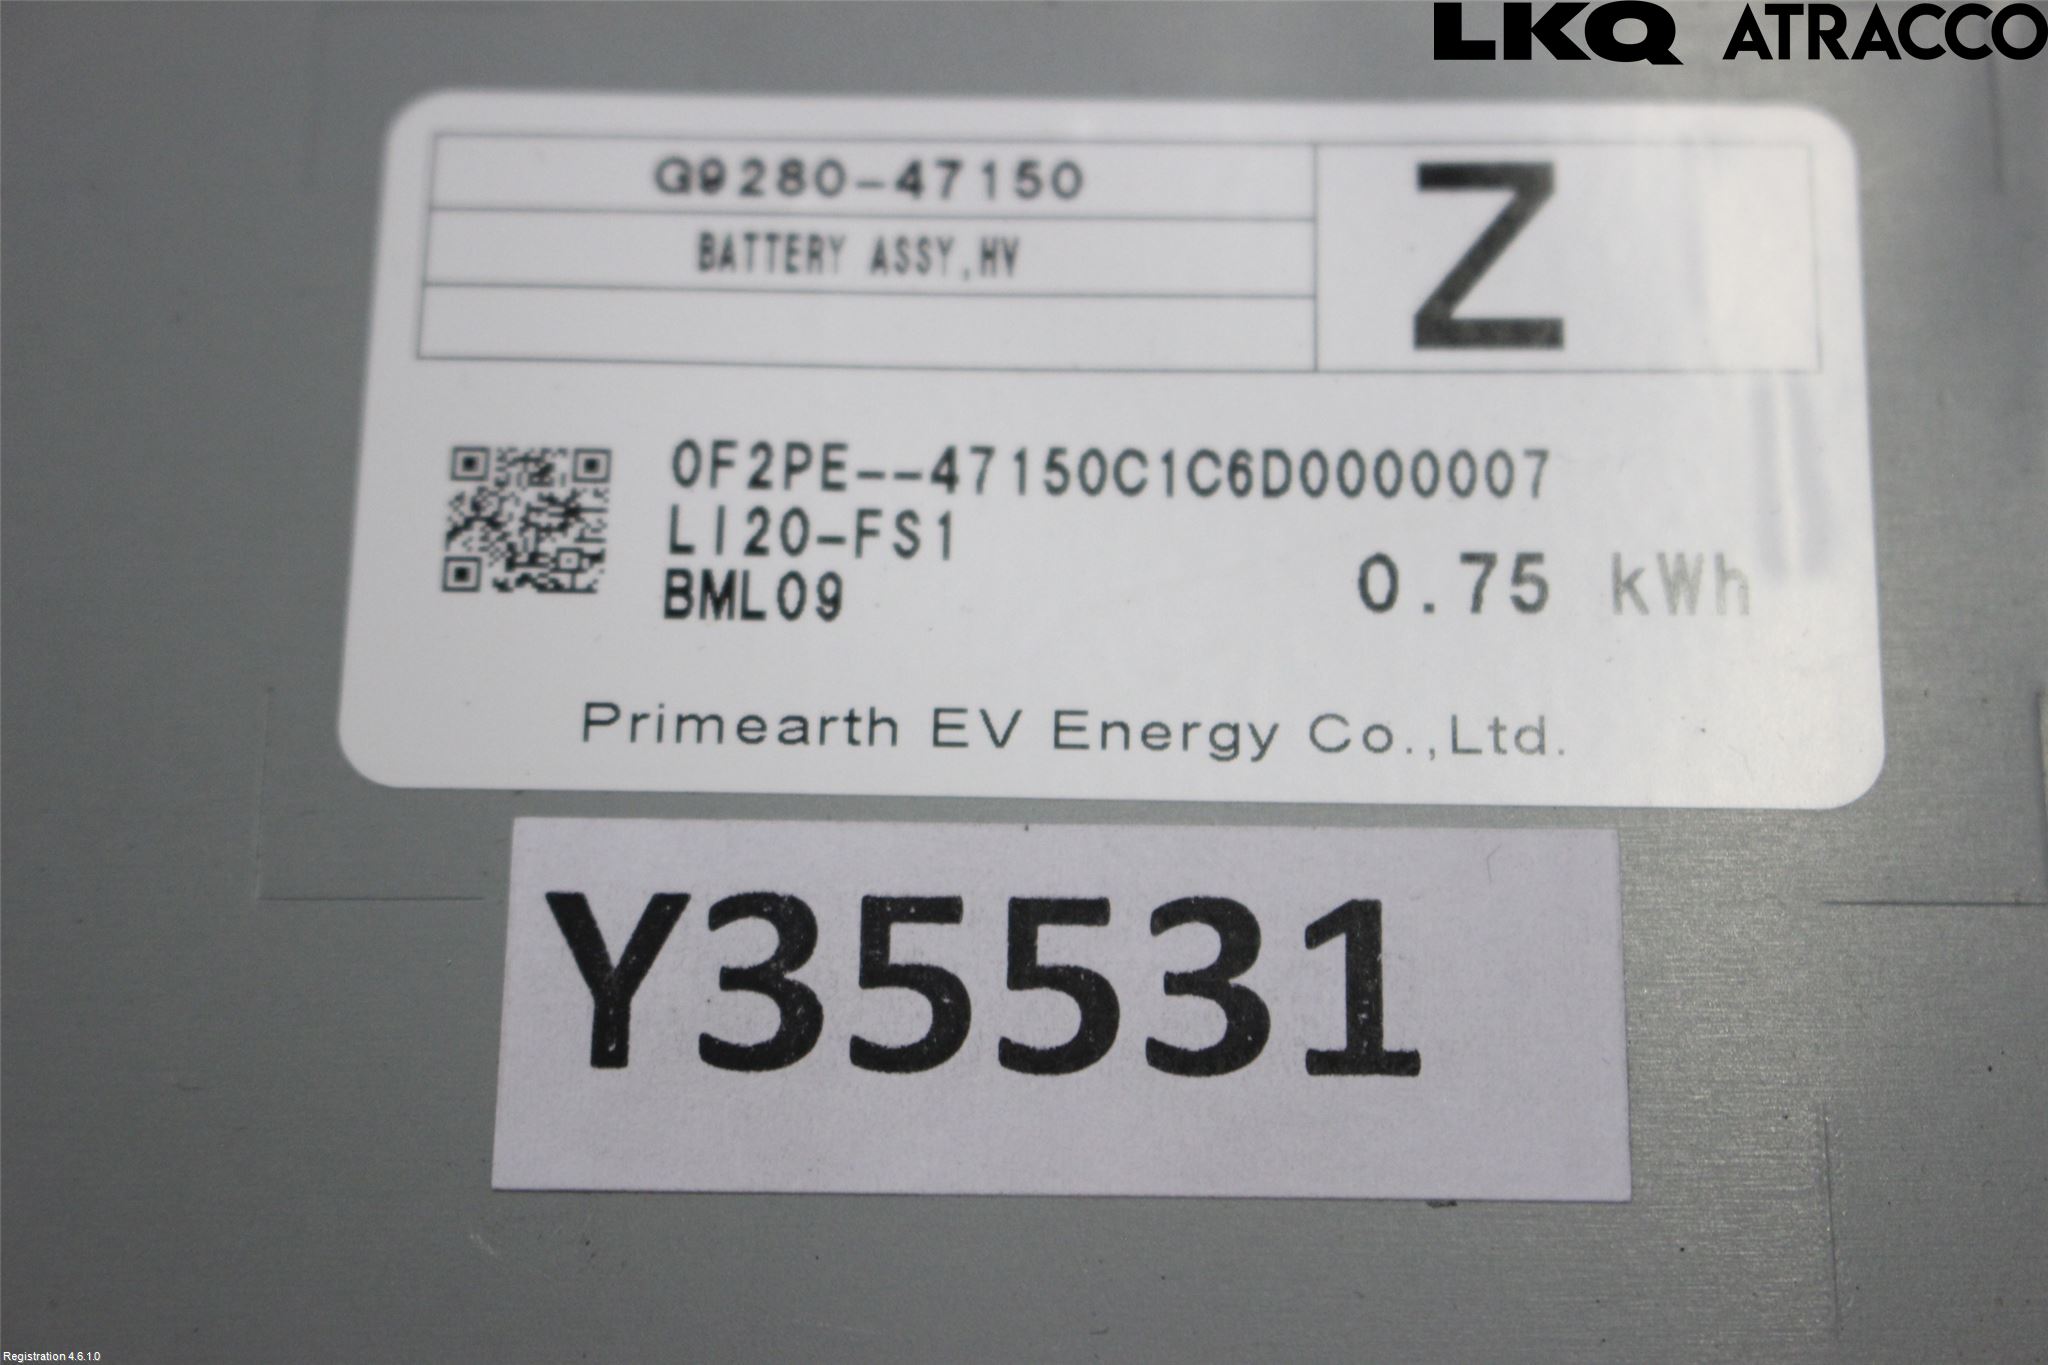 LKQ ATRACCO
G9280-47150
Z
BATTERY ASSY,HV
0F2PE--47150C1C6D0000007
LI20-FS1
BML09
0.75 kWh
Primearth EV Energy Co.,Ltd.
Y35531
Registration 4.6.1.0